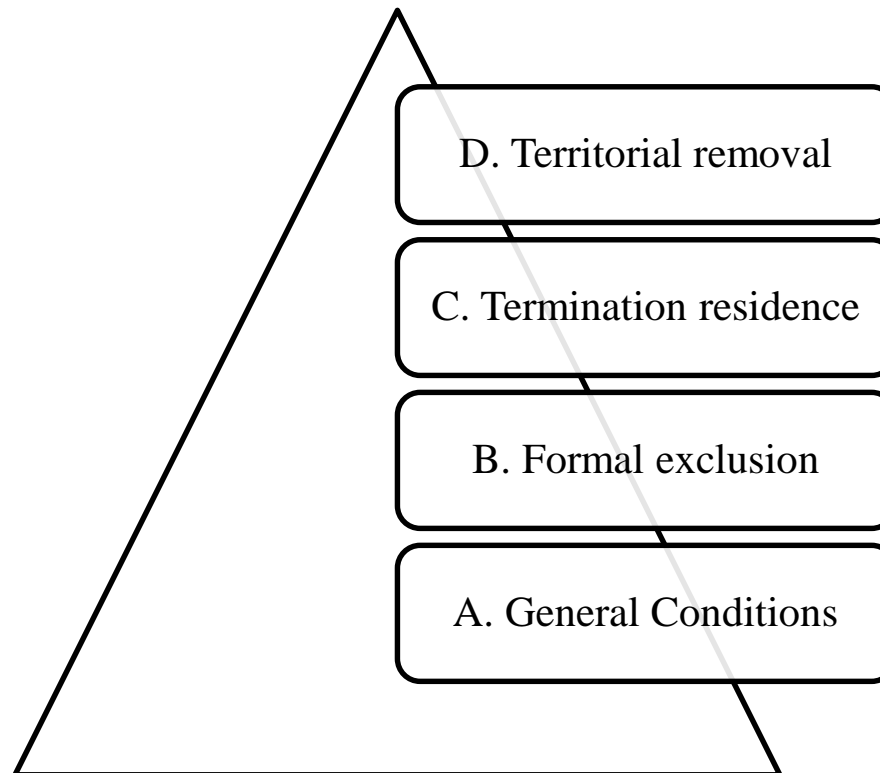 D. Territorial removal
C. Termination residence
B. Formal exclusion
A. General Conditions